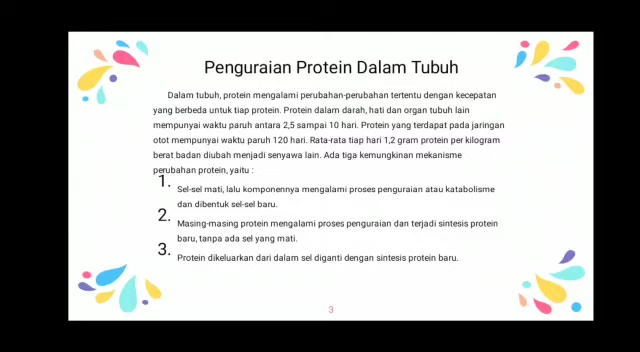 Penguraian Protein Dalam Tubuh
Dalam tubuh, protein mengalami perubahan-perubahan tertentu dengan kecepatan
yang berbeda untuk tiap protein. Protein dalam darah, hati dan organ tubuh lain
mempunyai waktu paruh antara 2,5 sampai 10 hari. Protein yang terdapat pada jaringan
otot mempunyai waktu paruh 120 hari. Rata-rata tiap hari 1,2 gram protein per kilogram
berat badan diubah menjadi senyawa lain. Ada tiga kemungkinan mekanisme
perubahan protein, yaitu :
1. Sel-sel mati, lalu komponennya mengalami proses penguraian atau katabolisme
dan dibentuk sel-sel baru.
2. Masing-masing protein mengalami proses penguraian dan terjadi sintesis protein
baru, tanpa ada sel yang mati.
3. Protein dikeluarkan dari dalam sel diganti dengan sintesis protein baru.
3